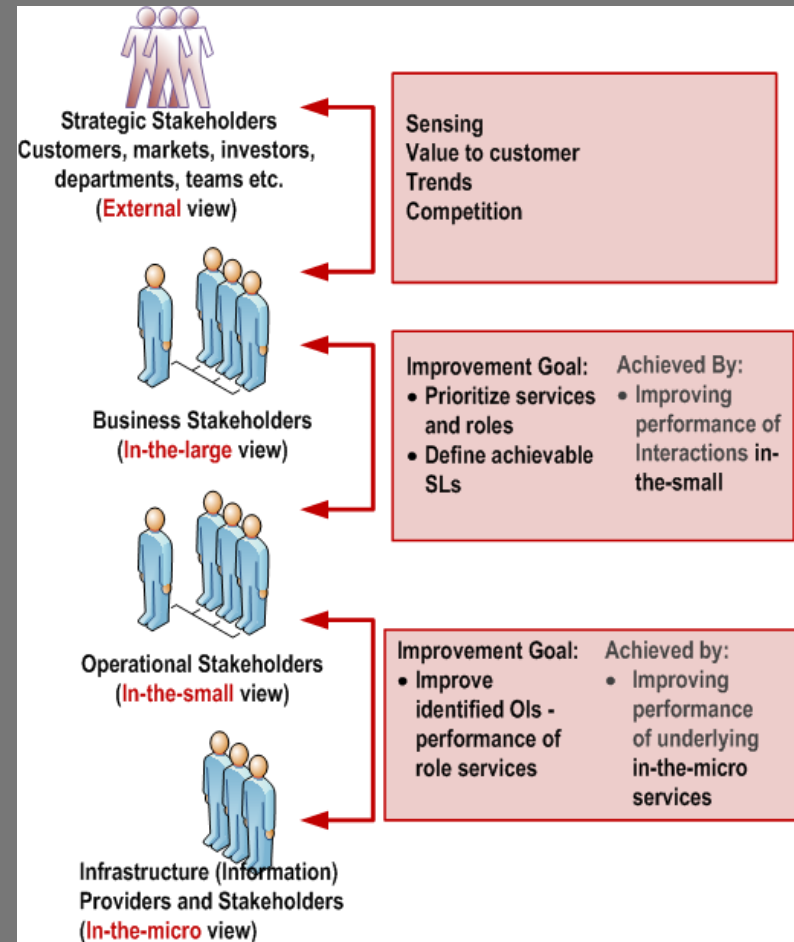 Strategic Stakeholders
Customers, markets, investors,
departments, teams etc.
(External view)
Sensing
Value to customer
Trends
Competition
Business Stakeholders
(In-the-large view)
Improvement Goal:
• Prioritize services
and roles
• Define achievable
SLs
Achieved By:
• Improving
performance of
Interactions in-
the-small
Operational Stakeholders
(In-the-small view)
Improvement Goal:
• Improve
identified OIs -
performance of
role services
Achieved by:
• Improving
performance
of underlying
in-the-micro
services
Infrastructure (Information)
Providers and Stakeholders
(In-the-micro view)